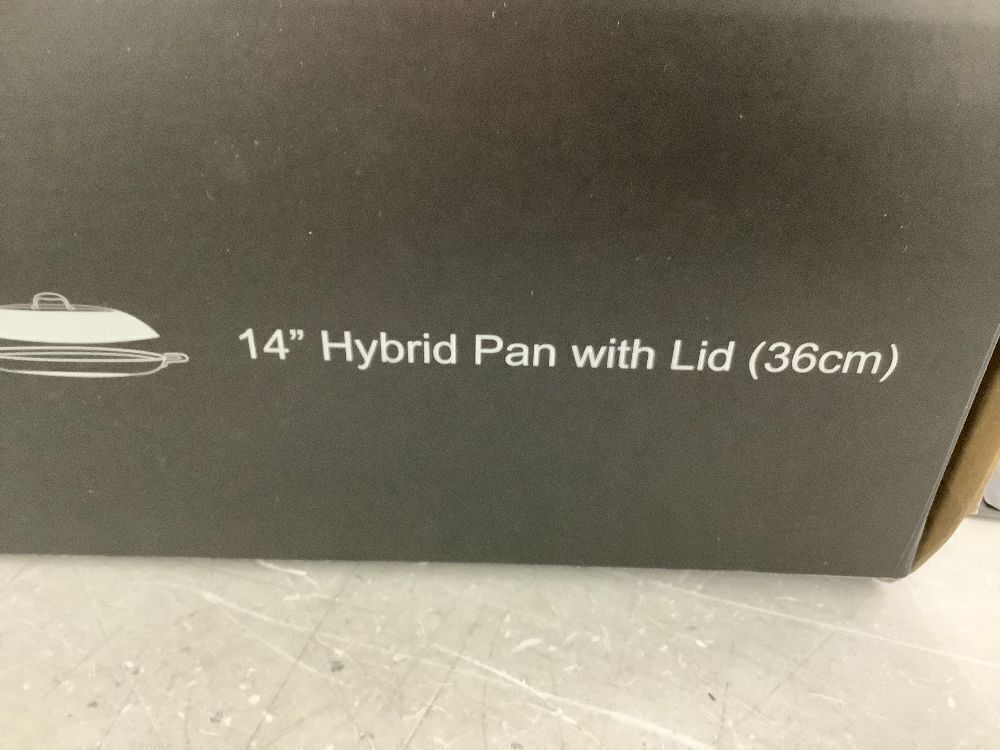 14” Hybrid Pan with Lid (36cm)